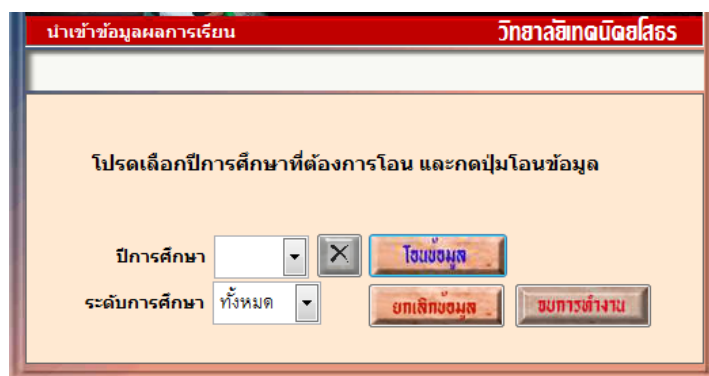 นำเข้าข้อมูลผลการเรียน วิทยาลัยเทคนิคยโสธร
โปรดเลือกปีการศึกษาที่ต้องการโอน และกดปุ่มโอนข้อมูล
ปีการศึกษา โอนข้อมูล
ระดับการศึกษา ทั้งหมด ยกเลิกข้อมูล จบการทำงาน